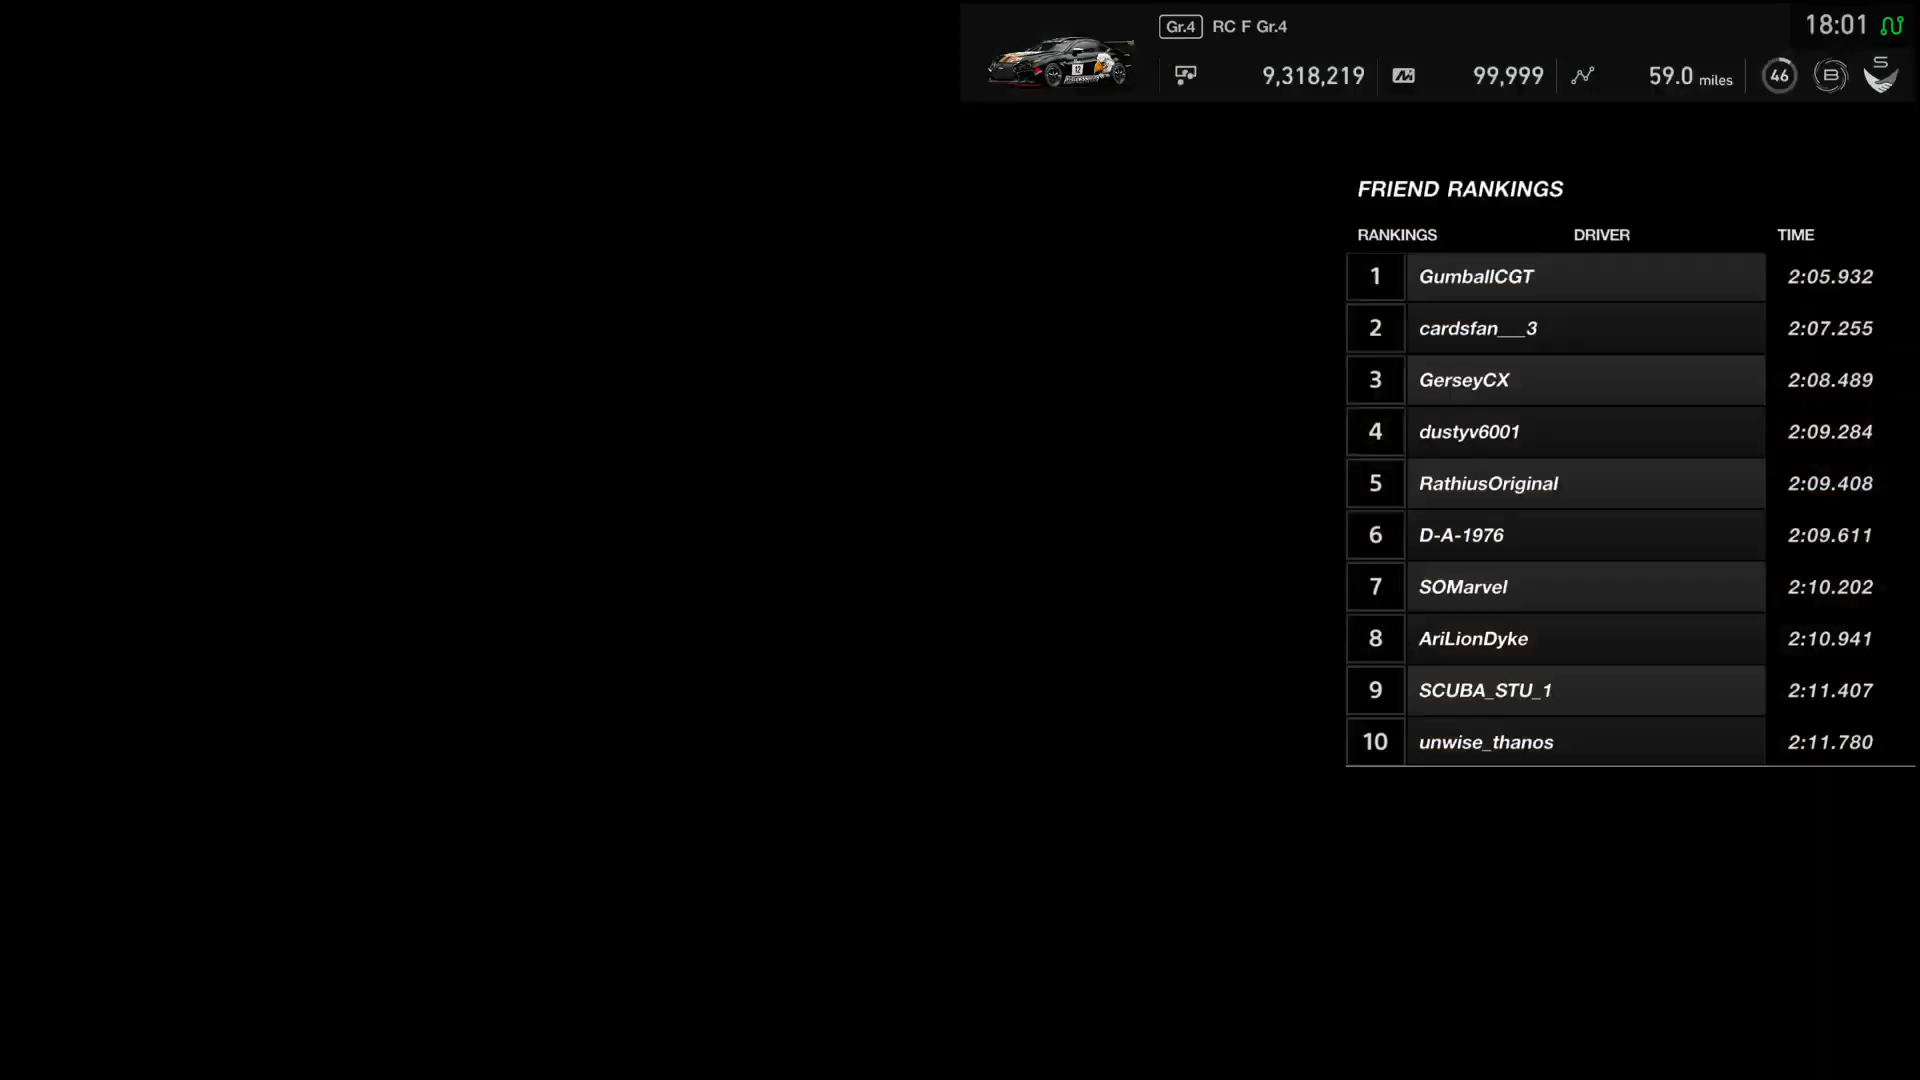 Gr.4 RC F Gr.4 18:01
9,318,219 99,999 59.0 miles 46 B S
FRIEND RANKINGS
RANKINGS DRIVER TIME
1 GumballCGT 2:05.932
2 cardsfan___3 2:07.255
3 GerseyCX 2:08.489
4 dustyv6001 2:09.284
5 RathiusOriginal 2:09.408
6 D-A-1976 2:09.611
7 SOMarvel 2:10.202
8 AriLionDyke 2:10.941
9 SCUBA_STU_1 2:11.407
10 unwise_thanos 2:11.780